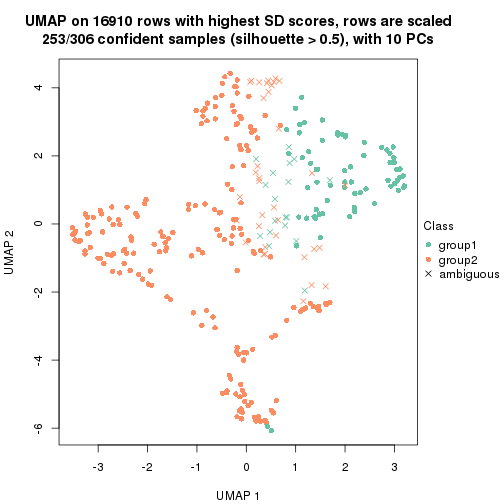 UMAP on 16910 rows with highest SD scores, rows are scaled
253/306 confident samples (silhouette > 0.5), with 10 PCs
4
2
0
-2
-4
-6
UMAP 2
-3
-2
-1
0
1
2
3
UMAP 1
Class
group1
group2
ambiguous